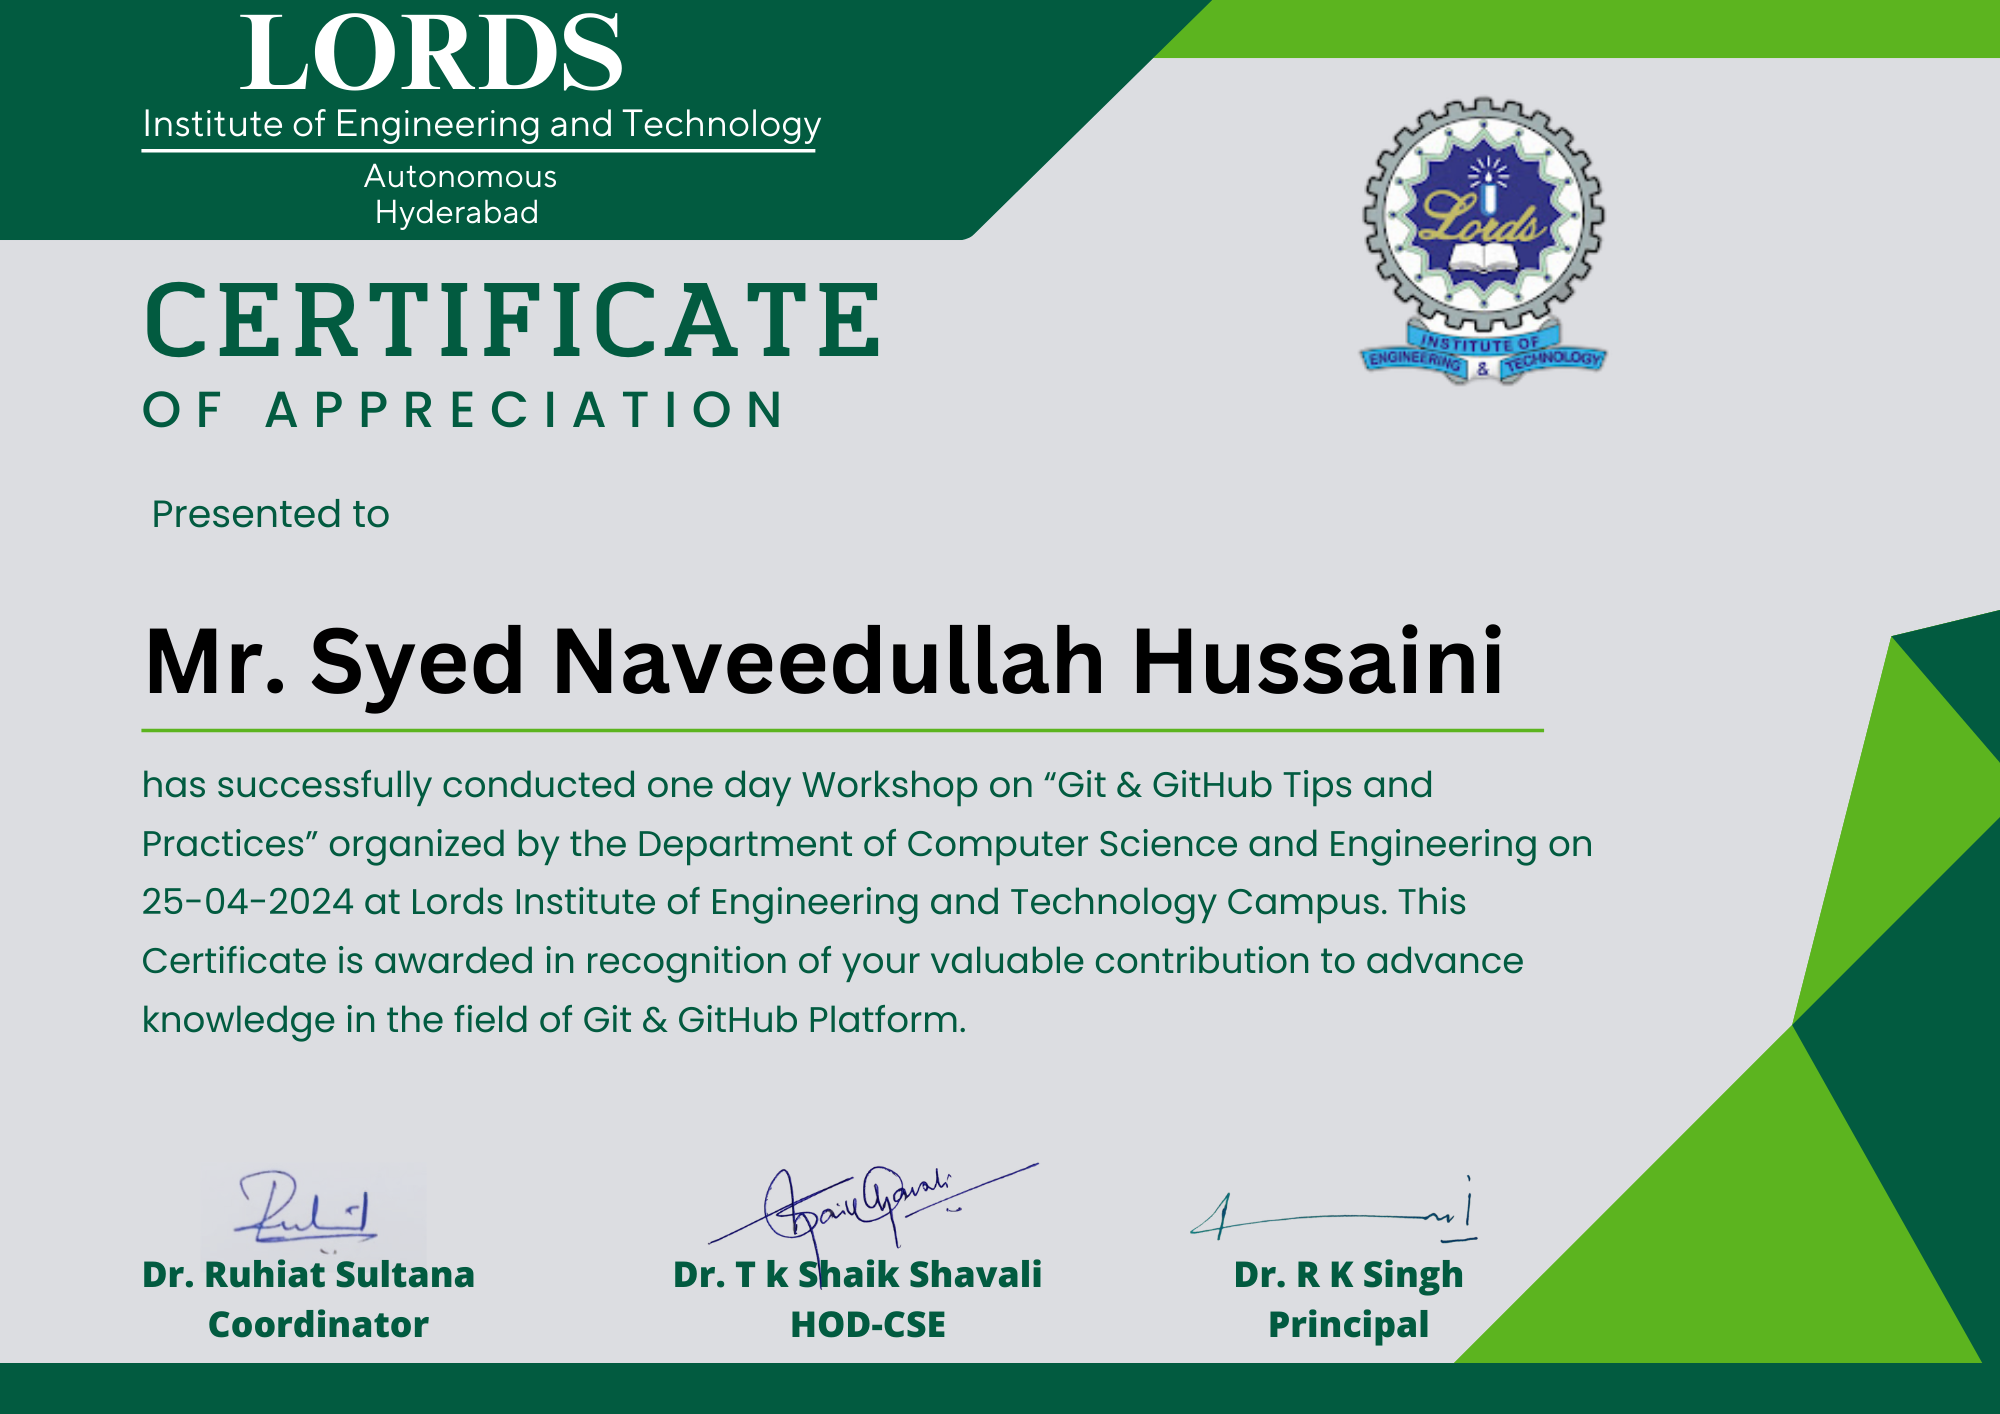 LORDS
Institute of Engineering and Technology
Autonomous
Hyderabad
Lords
INSTITUTE OF
ENGINEERING & TECHNOLOGY
CERTIFICATE
OF APPRECIATION
Presented to
Mr. Syed Naveedullah Hussaini
has successfully conducted one day Workshop on “Git & GitHub Tips and
Practices” organized by the Department of Computer Science and Engineering on
25-04-2024 at Lords Institute of Engineering and Technology Campus. This
Certificate is awarded in recognition of your valuable contribution to advance
knowledge in the field of Git & GitHub Platform.
Dr. Ruhiat Sultana
Coordinator
Dr. T k Shaik Shavali
HOD-CSE
Dr. R K Singh
Principal